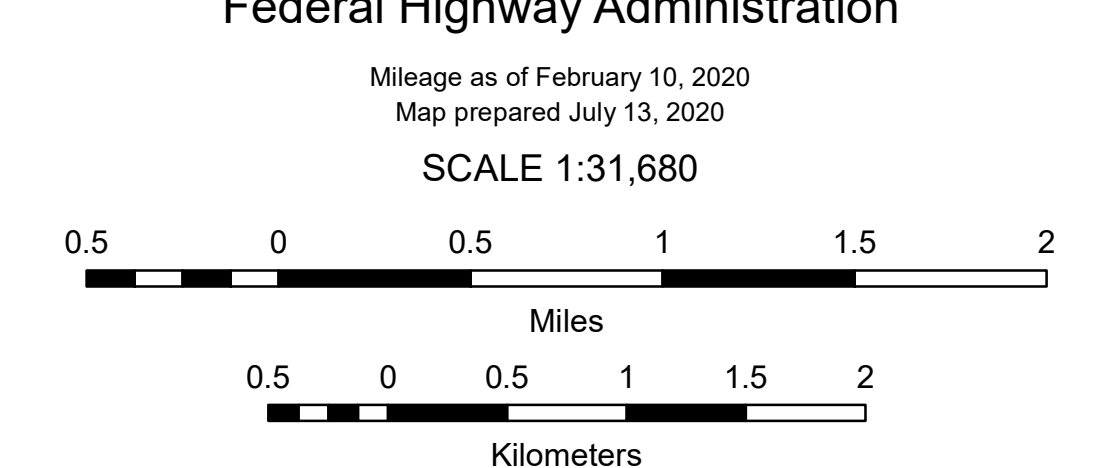 Federal Highway Administration
Mileage as of February 10, 2020
Map prepared July 13, 2020
SCALE 1:31,680
0.5 0 0.5 1 1.5 2
Miles
0.5 0 0.5 1 1.5 2
Kilometers